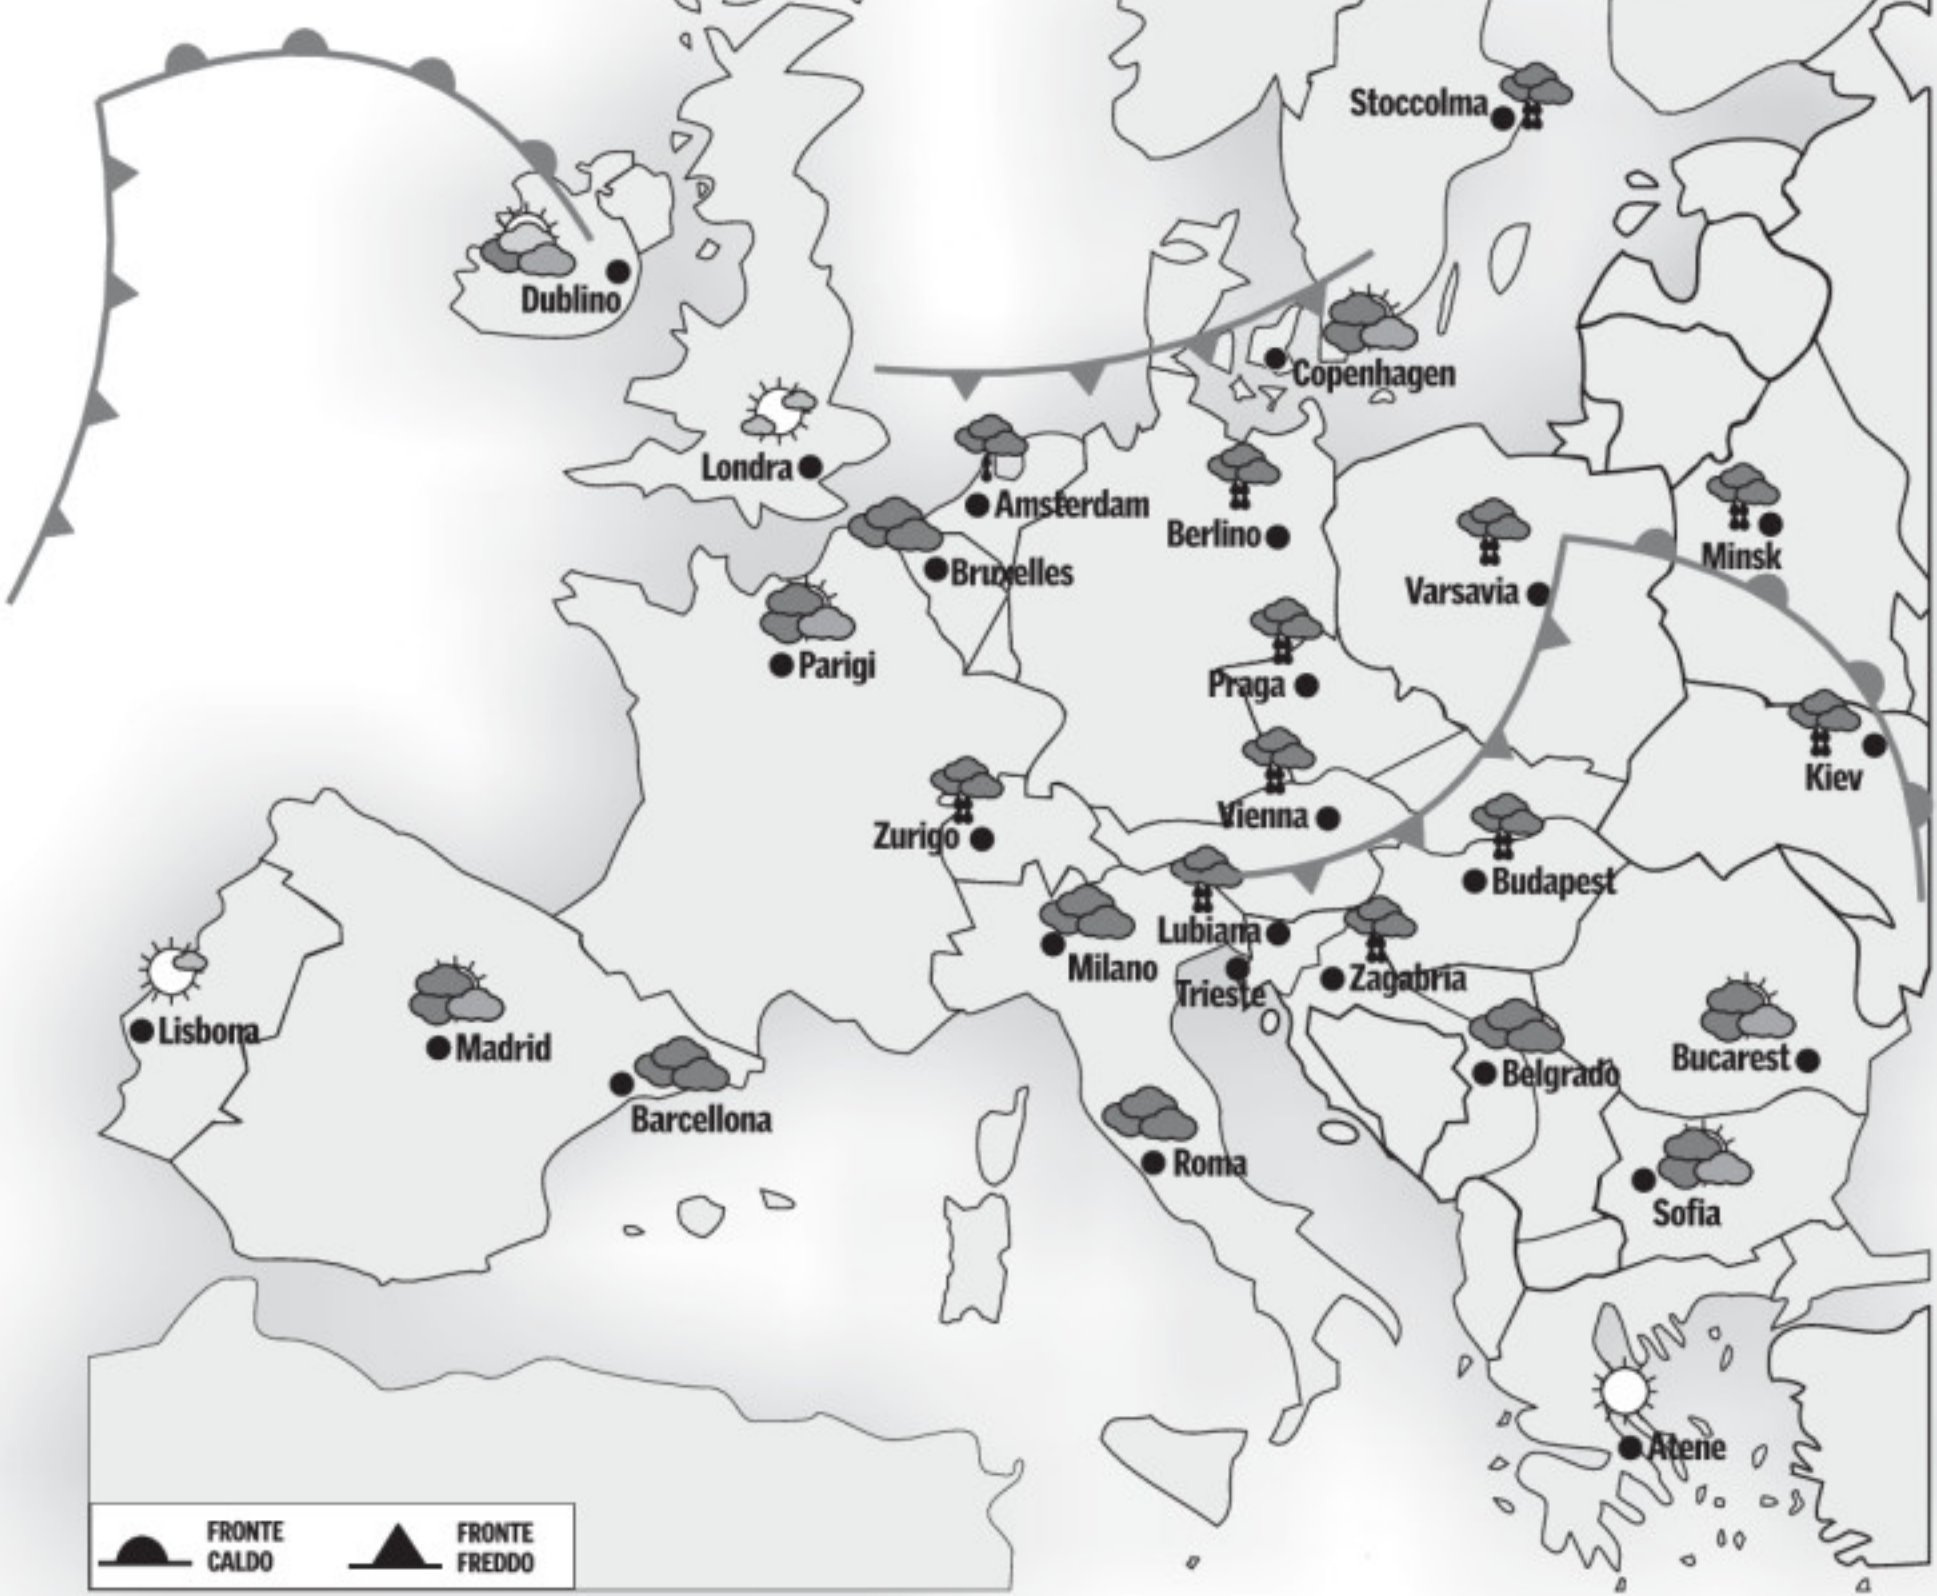 Stoccolma
Dublino
Copenhagen
Londra
Amsterdam
Berlino
Minsk
Bruxelles
Varsavia
Parigi
Praga
Kiev
Vienna
Zurigo
Budapest
Lubiana
Milano
Zagabria
Trieste
Lisbona
Madrid
Bucarest
Belgrado
Barcellona
Roma
Sofia
Atene
FRONTE
CALDO
FRONTE
FREDDO